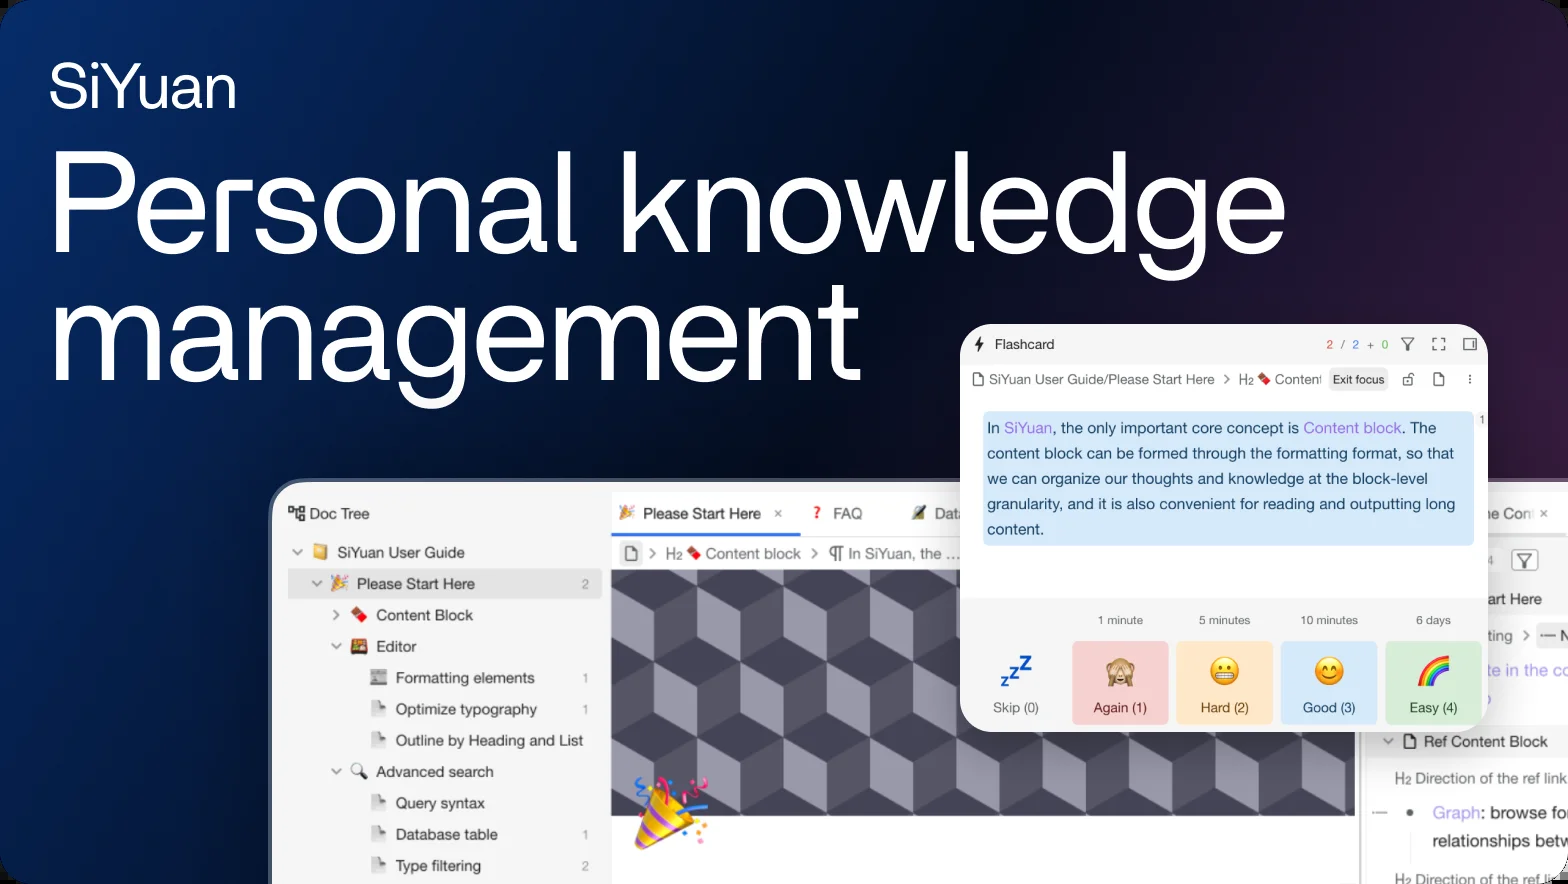 SiYuan
Personal knowledge
management
Flashcard
2 / 2 + 0
SiYuan User Guide/Please Start Here > H2 Content
Exit focus
1
In SiYuan, the only important core concept is Content block. The
content block can be formed through the formatting format, so that
we can organize our thoughts and knowledge at the block-level
granularity, and it is also convenient for reading and outputting long
content.
1 minute
5 minutes
10 minutes
6 days
Skip (0)
Again (1)
Hard (2)
Good (3)
Easy (4)
Doc Tree
SiYuan User Guide
Please Start Here 2
Content Block
Editor
Formatting elements 1
Optimize typography 1
Outline by Heading and List
Advanced search
Query syntax
Database table 1
Type filtering 2
Please Start Here ×
FAQ
H2 Content block > In SiYuan, the ...
art Here
te in the
Ref Content Block
H2 Direction of the ref link
Graph: browse
relationships
H2 Direction of the ref